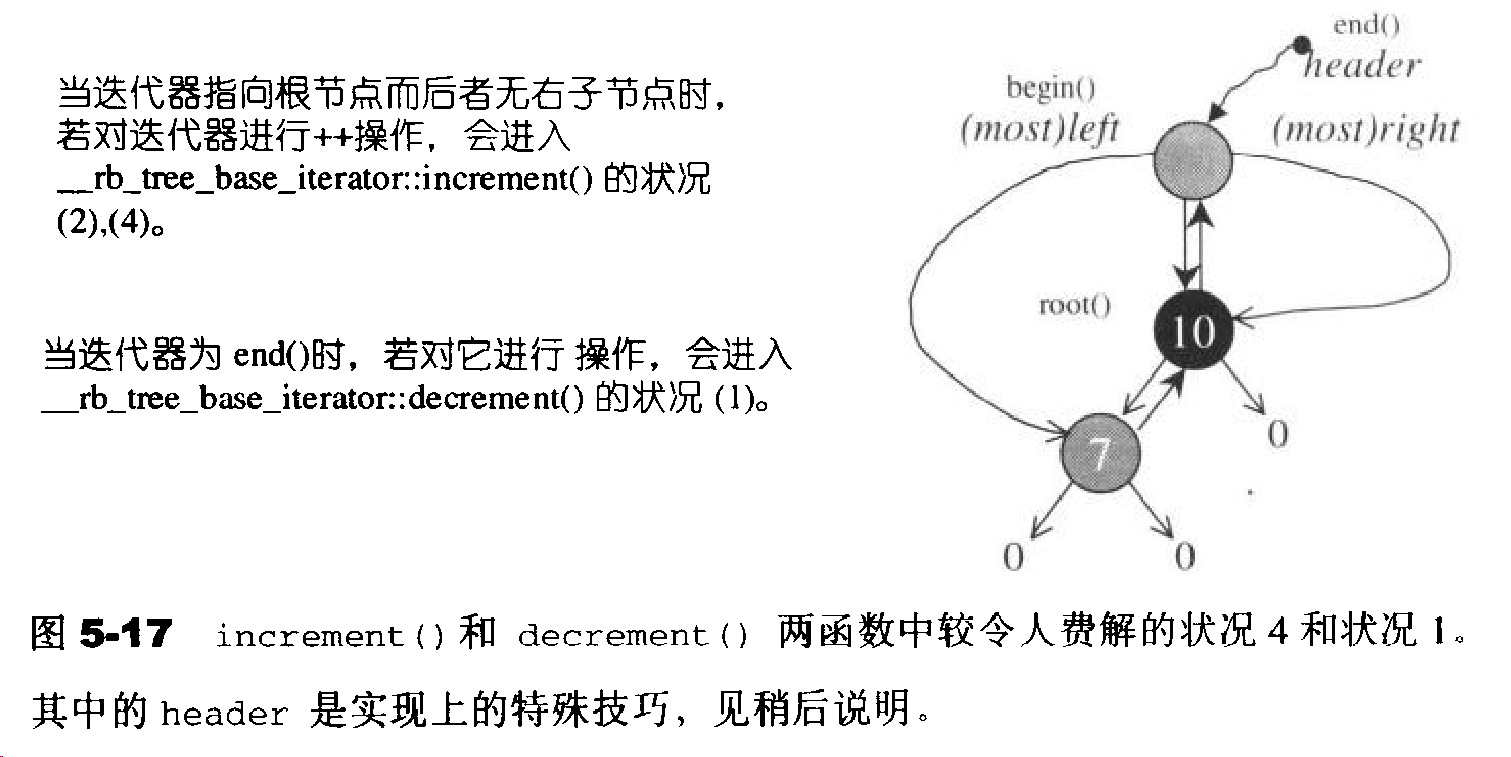 当迭代器指向根节点而后者无右子节点时，
若对迭代器进行++操作， 会进入
__rb_tree_base_iterator::increment() 的状况
(2),(4)。
当迭代器为 end()时，若对它进行 操作，会进入
__rb_tree_base_iterator::decrement() 的状况 (1)。
end()
header
begin()
(most)left
(most)right
root()
10
7
0
0
0
图 5-17 increment()和 decrement() 两函数中较令人费解的状况 4 和状况 1。
其中的 header 是实现上的特殊技巧，见稍后说明。